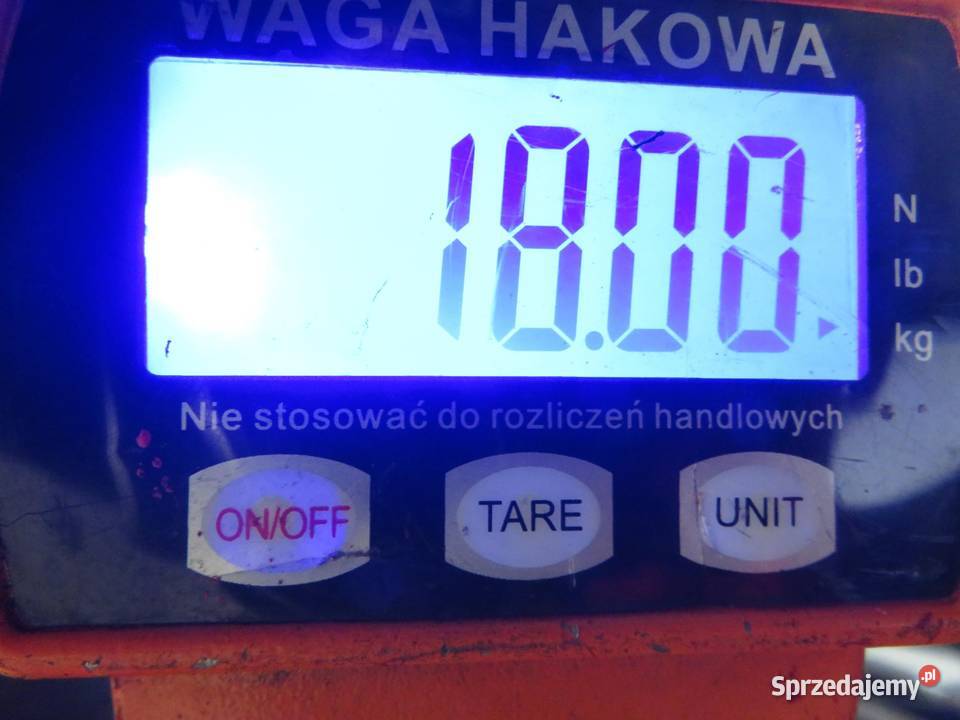 WAGA HAKOWA
18.00
N
lb
kg
Nie stosować do rozliczeń handlowych
ON/OFF TARE UNIT
Sprzedajemy.pl